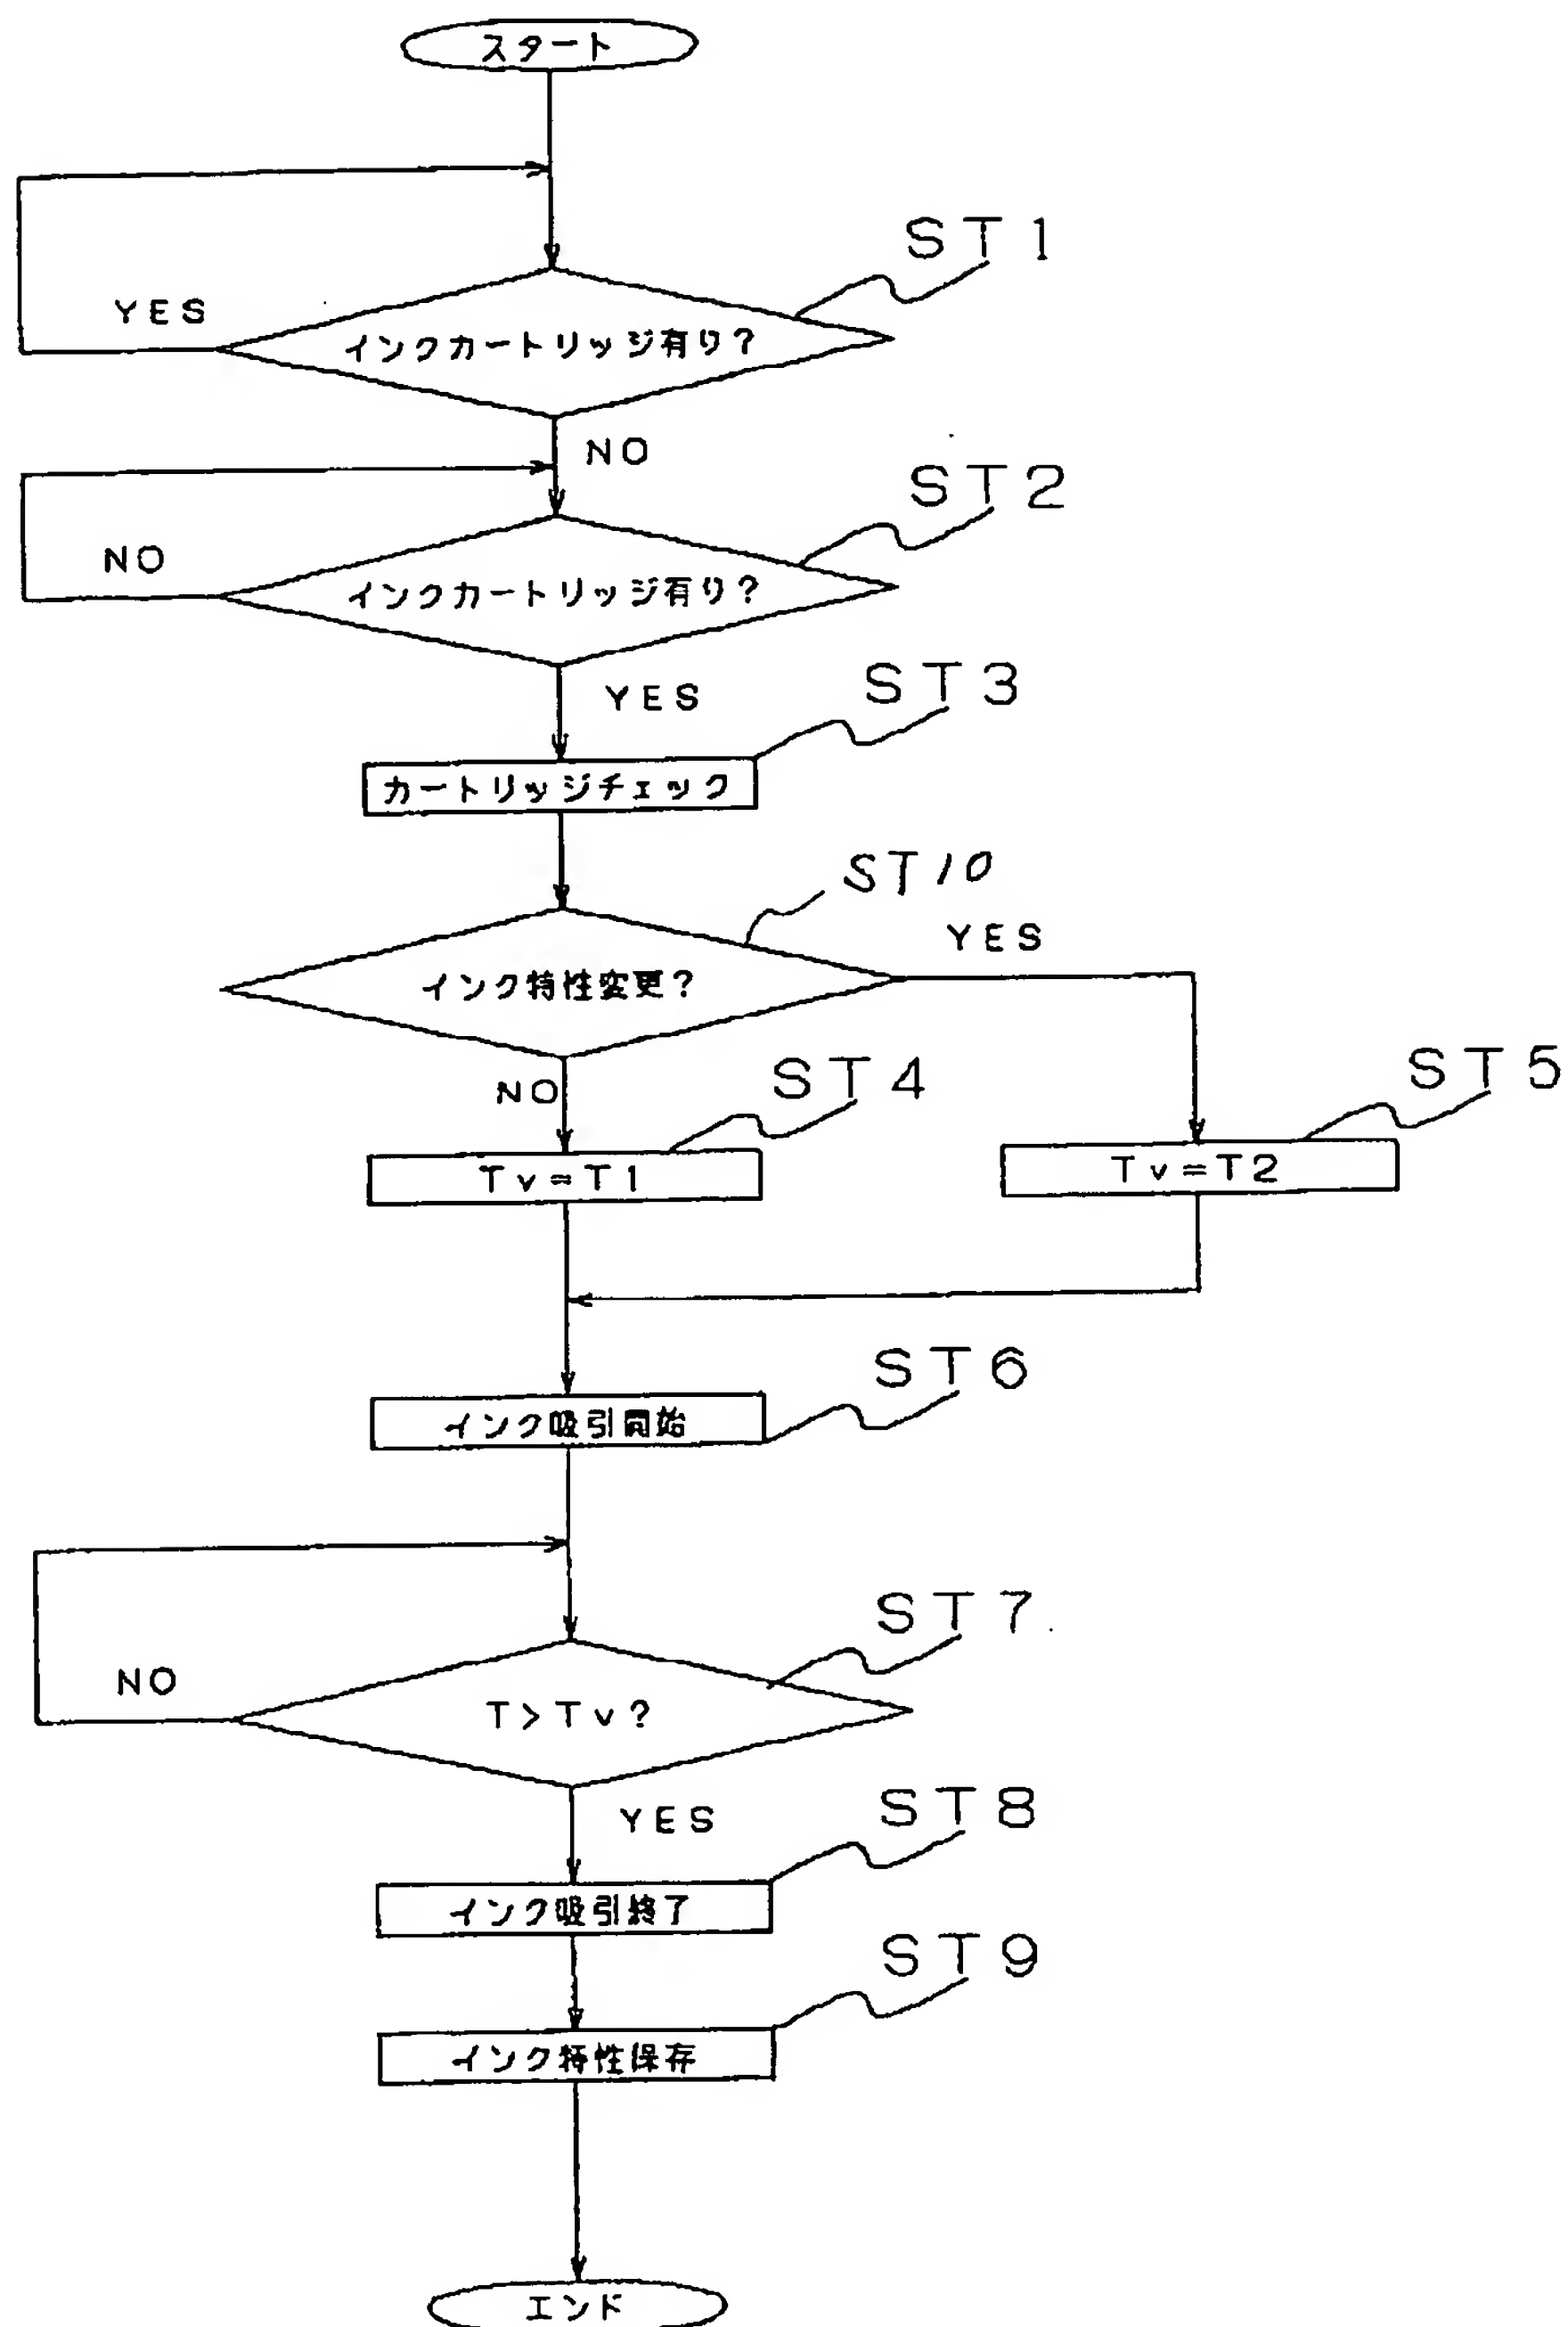 スタート
ST1
YES
インクカートリッジ有り?
NO
ST2
NO
インクカートリッジ有り?
YES
ST3
カートリッジチェック
ST10
YES
インク特性変更?
NO
ST4
ST5
Tv=T1
Tv=T2
ST6
インク吸引開始
ST7
NO
T>Tv?
YES
ST8
インク吸引終了
ST9
インク特性保存
エンド